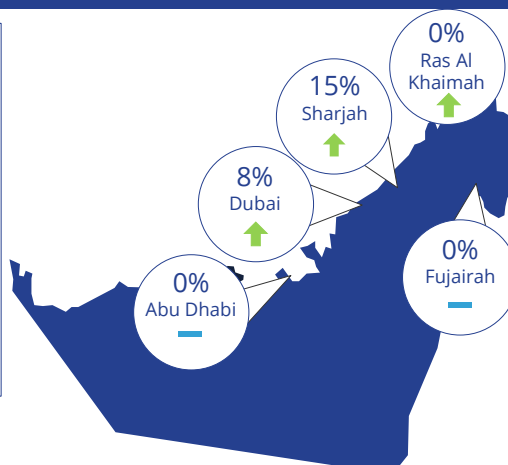 0%
Ras Al
Khaimah
15%
Sharjah
8%
Dubai
0%
Fujairah
0%
Abu Dhabi